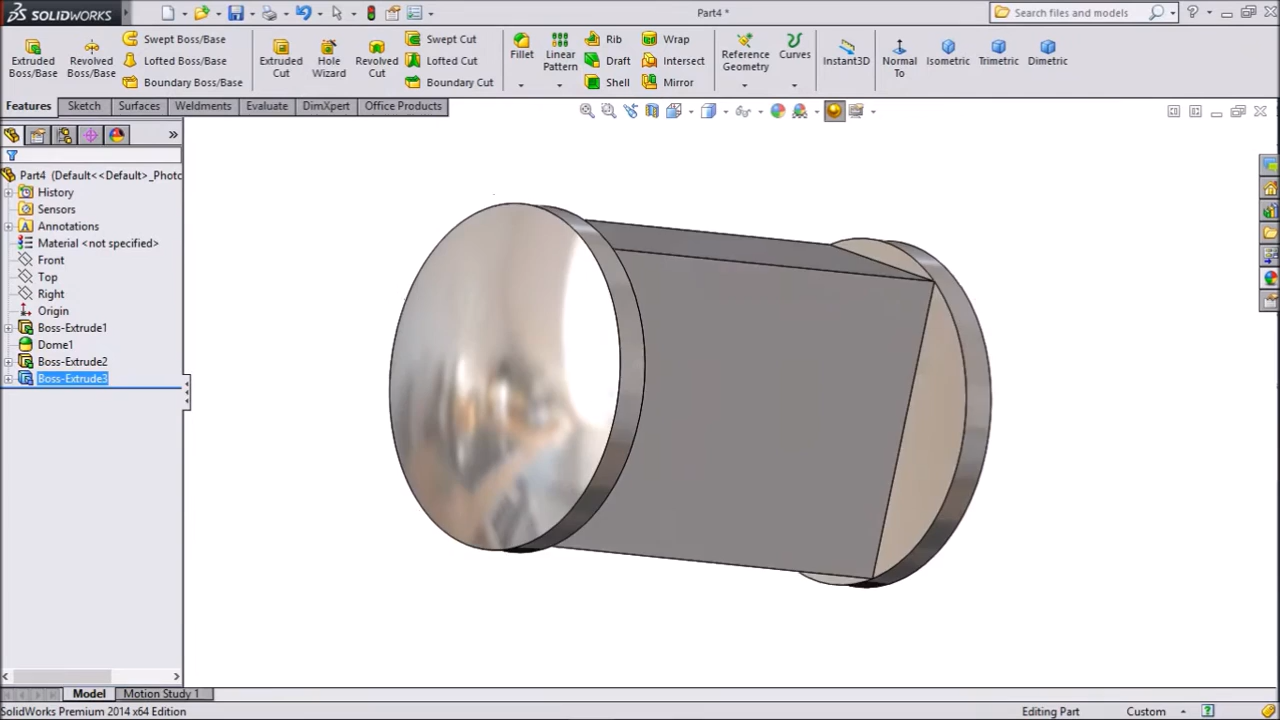 SOLIDWORKS
Part4 *
Search files and models
Extruded Boss/Base
Revolved Boss/Base
Swept Boss/Base
Lofted Boss/Base
Boundary Boss/Base
Extruded Cut
Hole Wizard
Revolved Cut
Swept Cut
Lofted Cut
Boundary Cut
Fillet
Linear Pattern
Rib
Draft
Shell
Wrap
Intersect
Mirror
Reference Geometry
Curves
Instant3D
Normal To
Isometric
Trimetric
Dimetric
Features
Sketch
Surfaces
Weldments
Evaluate
DimXpert
Office Products
Part4 (Default<<Default>_Photo
History
Sensors
Annotations
Material <not specified>
Front
Top
Right
Origin
Boss-Extrude1
Dome1
Boss-Extrude2
Boss-Extrude3
Model
Motion Study 1
SolidWorks Premium 2014 x64 Edition
Editing Part
Custom